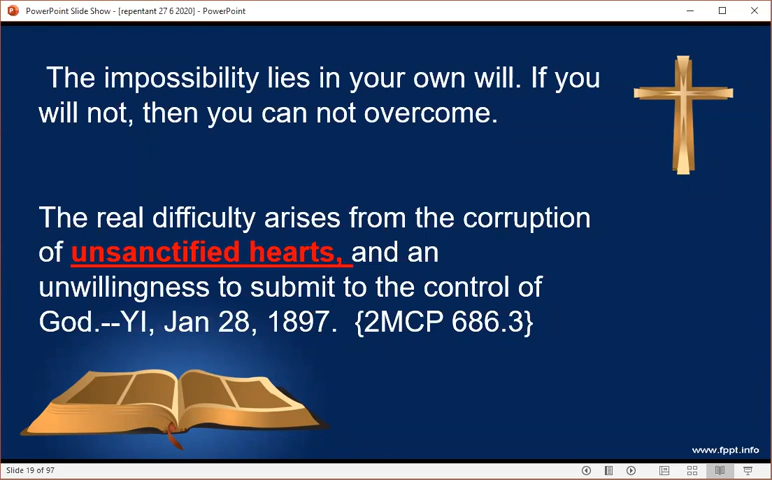 PowerPoint Slide Show - [repentant 27 6 2020] - PowerPoint
The impossibility lies in your own will. If you
will not, then you can not overcome.
The real difficulty arises from the corruption
of unsanctified hearts, and an
unwillingness to submit to the control of
God.--YI, Jan 28, 1897.  {2MCP 686.3}
www.fppt.info
Slide 19 of 97